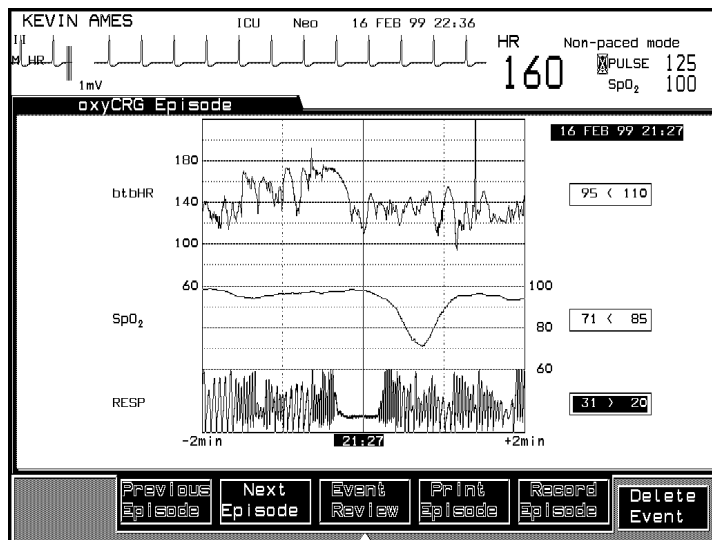 KEVIN AMES ICU Neo 16 FEB 99 22:36
II HR Non-paced mode
M HR 160 PULSE 125
SpO2 100
1mV
oxyCRG Episode
16 FEB 99 21:27
180
btbHR 140 95 < 110
100
60 100
SpO2 80 71 < 85
60
RESP 31 > 20
-2min 21:27 +2min
Previous Episode
Next Episode
Event Review
Print Episode
Record Episode
Delete Event